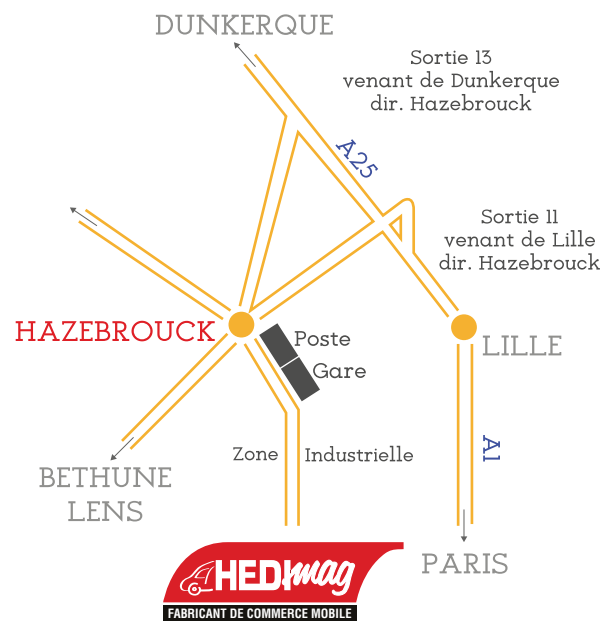 DUNKERQUE
Sortie 13
venant de Dunkerque
dir. Hazebrouck
A25
Sortie 11
venant de Lille
dir. Hazebrouck
HAZEBROUCK
Poste
Gare
LILLE
Zone Industrielle
A1
BETHUNE
LENS
PARIS
HEDImag
FABRICANT DE COMMERCE MOBILE